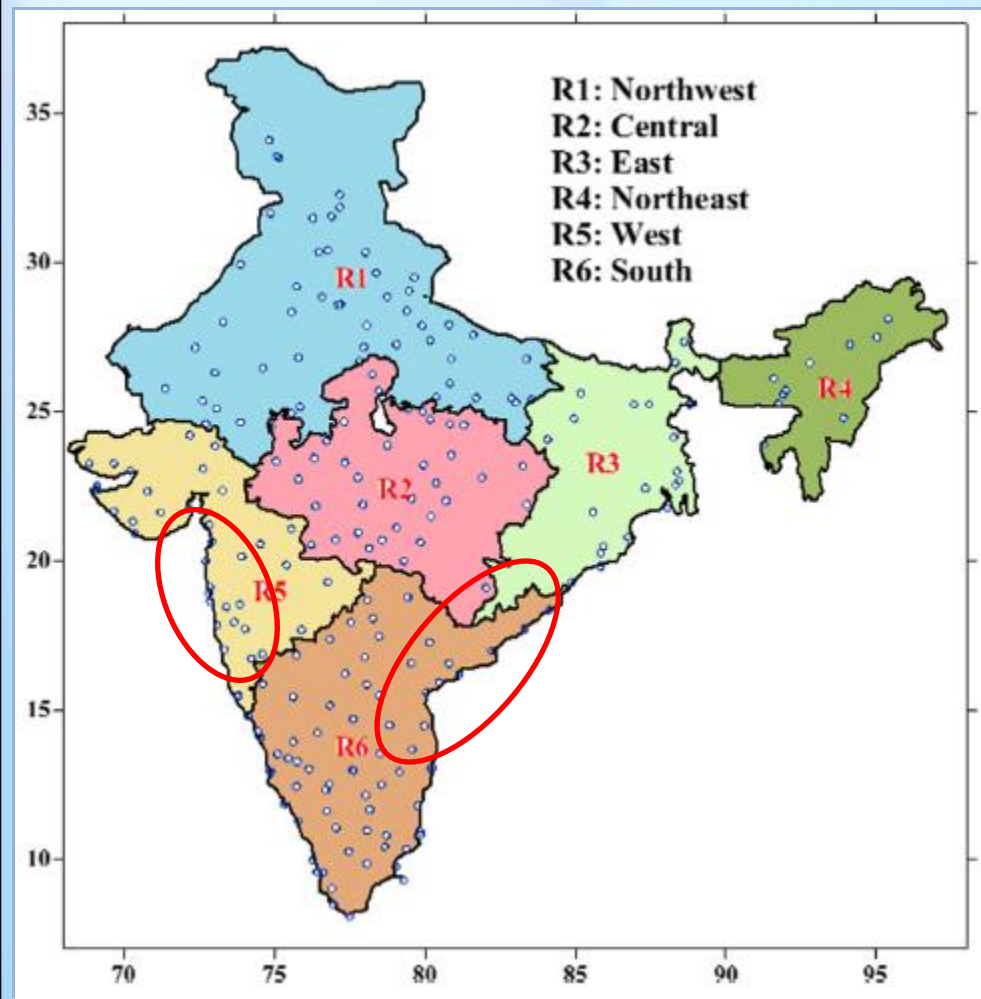 R1: Northwest
R2: Central
R3: East
R4: Northeast
R5: West
R6: South
35
30
25
20
15
10
R1
R4
R3
R2
R5
R6
70 75 80 85 90 95